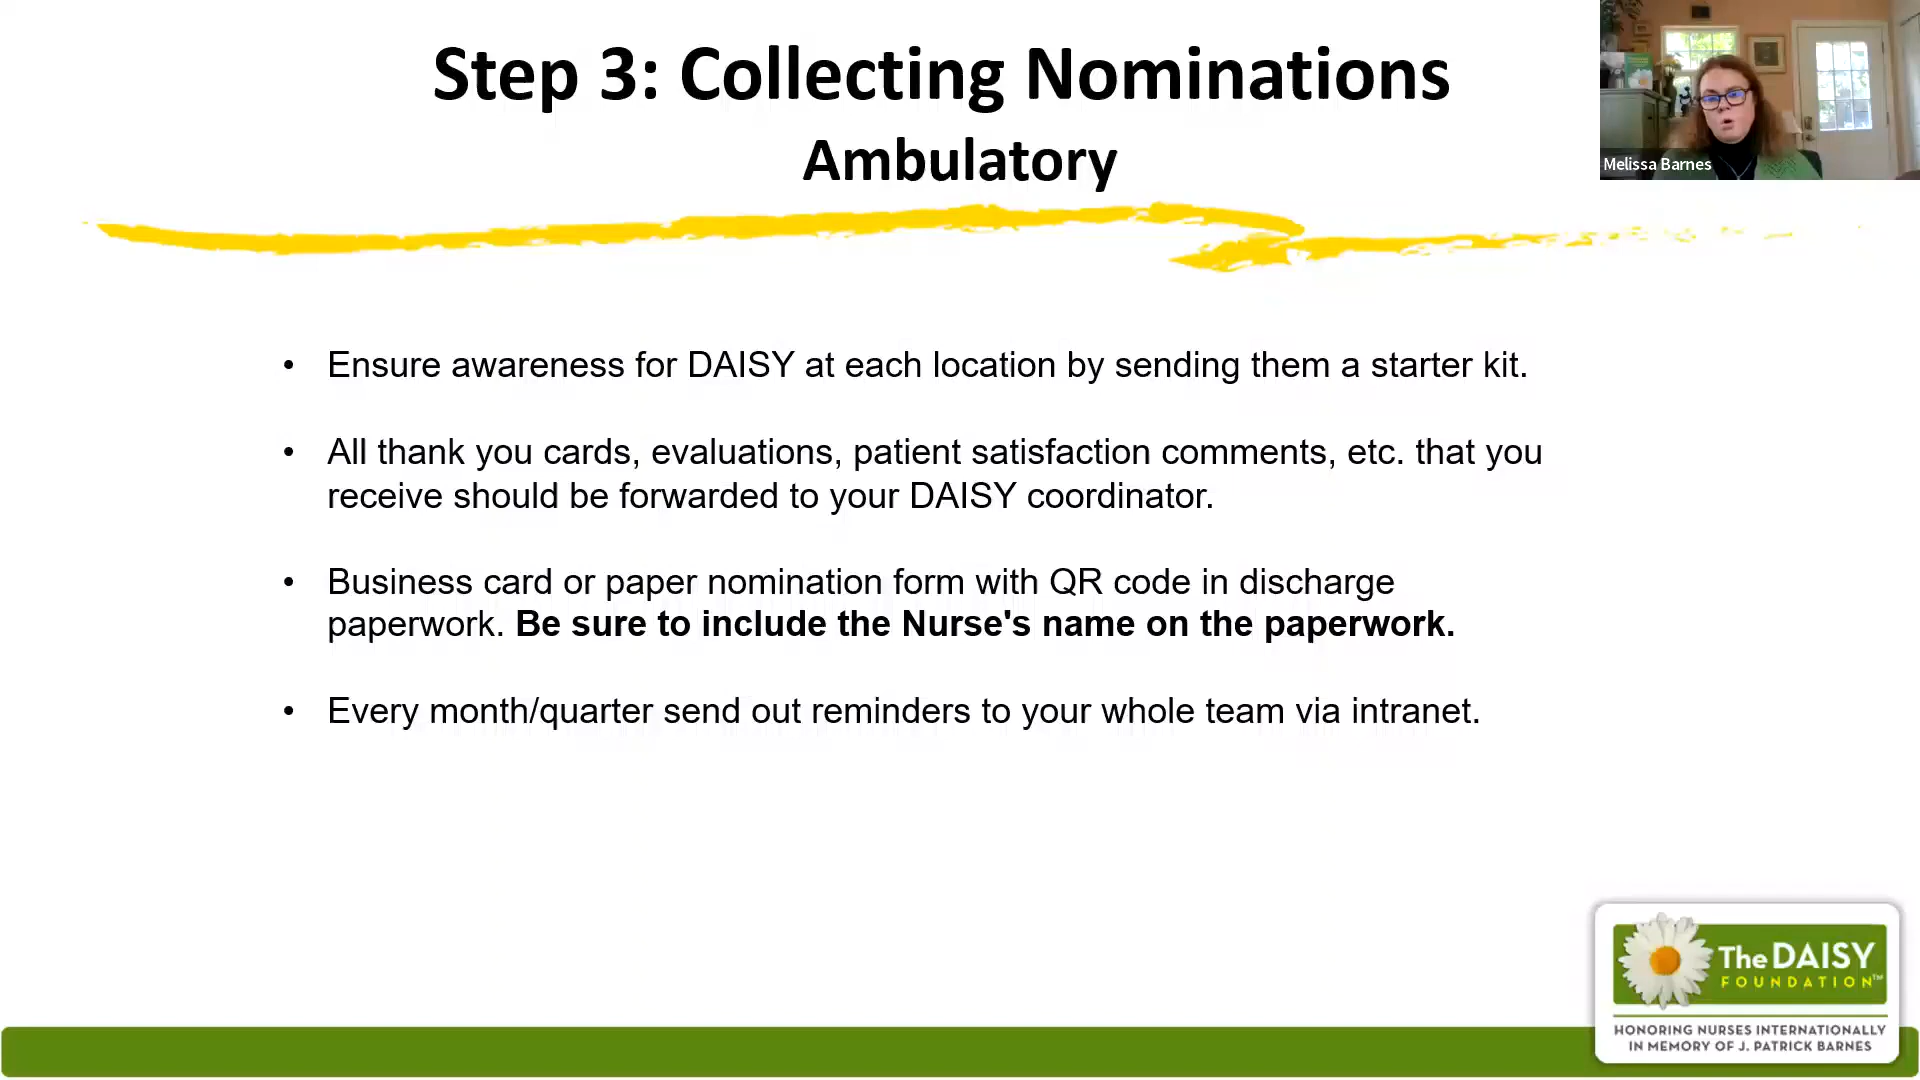 Step 3: Collecting Nominations
Ambulatory
Melissa Barnes
• Ensure awareness for DAISY at each location by sending them a starter kit.
• All thank you cards, evaluations, patient satisfaction comments, etc. that you
receive should be forwarded to your DAISY coordinator.
• Business card or paper nomination form with QR code in discharge
paperwork. Be sure to include the Nurse's name on the paperwork.
• Every month/quarter send out reminders to your whole team via intranet.
The DAISY
FOUNDATION™
HONORING NURSES INTERNATIONALLY
IN MEMORY OF J. PATRICK BARNES